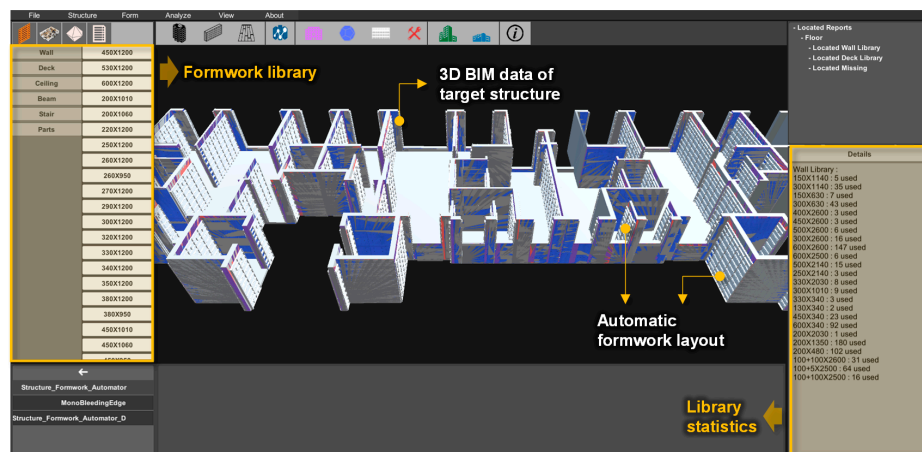 File Structure Form Analyze View About
Wall
Deck
Ceiling
Beam
Stair
Parts
450X1200
530X1200
600X1200
200X1010
200X1060
220X1200
250X1200
260X1200
260X950
270X1200
290X1200
300X1200
320X1200
330X1200
340X1200
350X1200
380X1200
380X950
450X1010
450X1060
Formwork library
3D BIM data of
target structure
Automatic
formwork layout
Library
statistics
Structure_Formwork_Automator
MonoBleedingEdge
Structure_Formwork_Automator_D
- Located Reports
- Floor
- Located Wall Library
- Located Deck Library
- Located Missing
Details
Wall Library :
150X1140 : 5 used
300X1140 : 35 used
150X630 : 7 used
300X630 : 43 used
400X2600 : 3 used
450X2600 : 3 used
500X2600 : 6 used
300X2600 : 16 used
600X2600 : 147 used
600X2500 : 6 used
500X2140 : 15 used
250X2140 : 3 used
330X2030 : 8 used
300X1010 : 9 used
330X340 : 3 used
130X340 : 2 used
450X340 : 23 used
600X340 : 92 used
200X2030 : 1 used
200X1350 : 180 used
200X480 : 102 used
100+100X2600 : 31 used
100+5X2500 : 64 used
100+100X2500 : 16 used